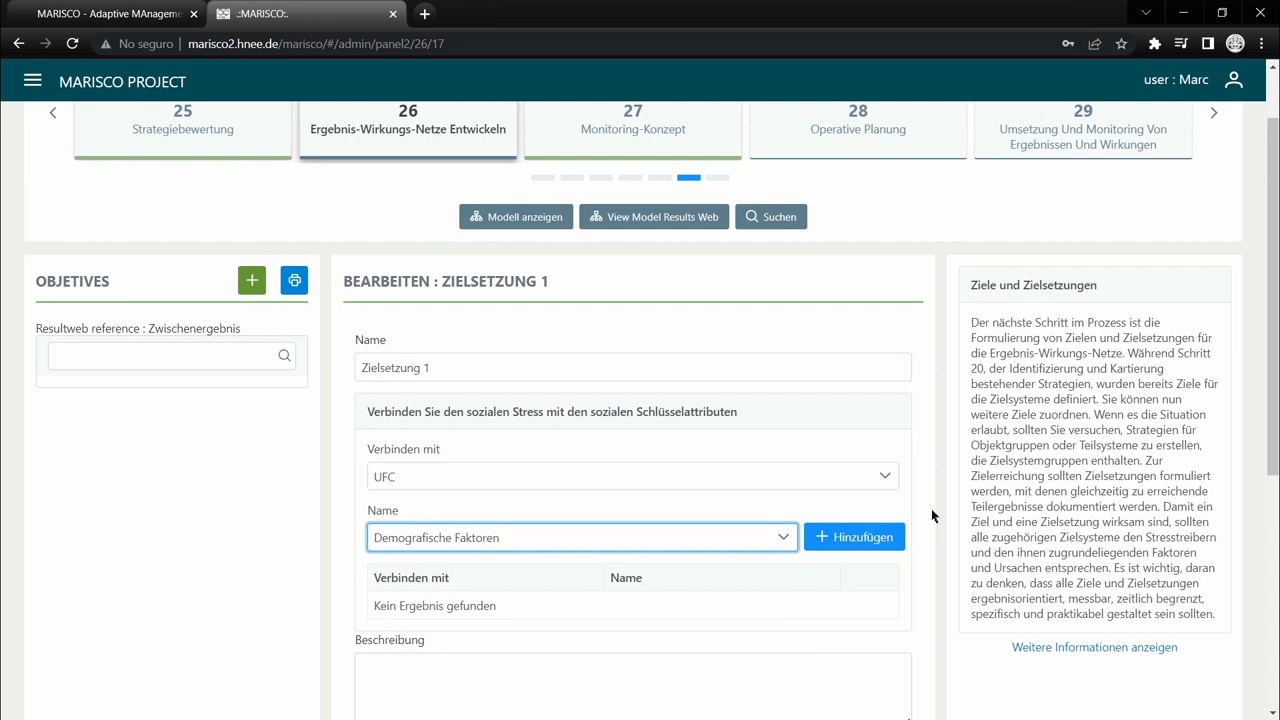 MARISCO - Adaptive MAnageme
.:MARISCO:.
No seguro
marisco2.hnee.de/marisco/#/admin/panel2/26/17
MARISCO PROJECT
user : Marc
25
Strategiebewertung
26
Ergebnis-Wirkungs-Netze Entwickeln
27
Monitoring-Konzept
28
Operative Planung
29
Umsetzung Und Monitoring Von
Ergebnissen Und Wirkungen
Modell anzeigen
View Model Results Web
Suchen
OBJETIVES
Resultweb reference : Zwischenergebnis
BEARBEITEN : ZIELSETZUNG 1
Name
Zielsetzung 1
Verbinden Sie den sozialen Stress mit den sozialen Schlüsselattributen
Verbinden mit
UFC
Name
Demografische Faktoren
Hinzufügen
Verbinden mit
Name
Kein Ergebnis gefunden
Beschreibung
Ziele und Zielsetzungen
Der nächste Schritt im Prozess ist die
Formulierung von Zielen und Zielsetzungen für
die Ergebnis-Wirkungs-Netze. Während Schritt
20, der Identifizierung und Kartierung
bestehender Strategien, wurden bereits Ziele für
die Zielsysteme definiert. Sie können nun
weitere Ziele zuordnen. Wenn es die Situation
erlaubt, sollten Sie versuchen, Strategien für
Objektgruppen oder Teilsysteme zu erstellen,
die Zielsystemgruppen enthalten. Zur
Zielerreichung sollten Zielsetzungen formuliert
werden, mit denen gleichzeitig zu erreichende
Teilergebnisse dokumentiert werden. Damit ein
Ziel und eine Zielsetzung wirksam sind, sollten
alle zugehörigen Zielsysteme den Stresstreibern
und den ihnen zugrundeliegenden Faktoren
und Ursachen entsprechen. Es ist wichtig, daran
zu denken, dass alle Ziele und Zielsetzungen
ergebnisorientiert, messbar, zeitlich begrenzt,
spezifisch und praktikabel gestaltet sein sollten.
Weitere Informationen anzeigen